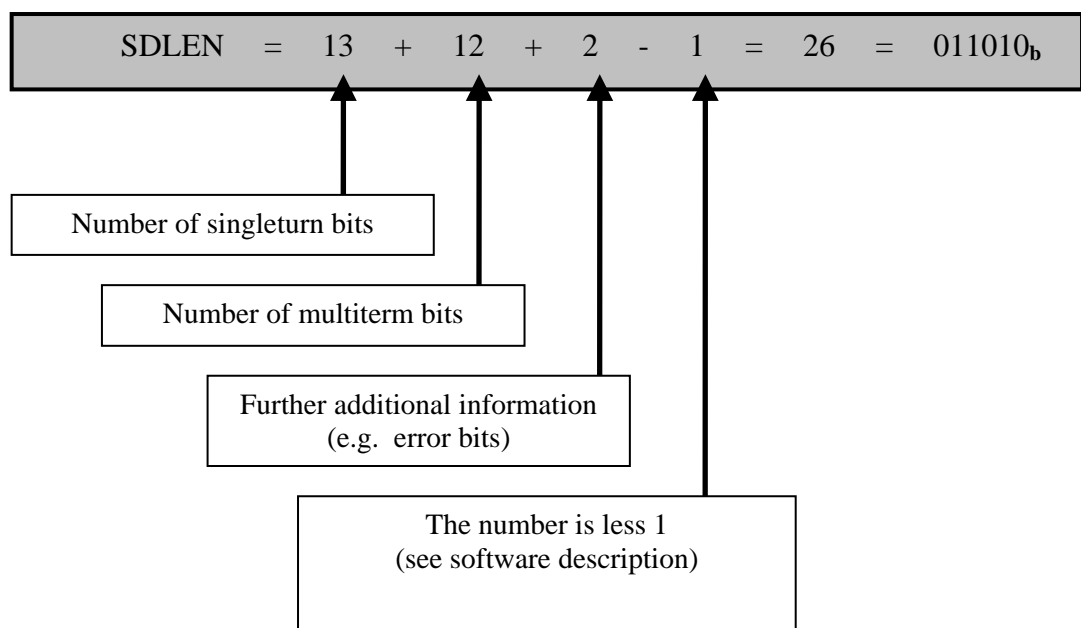 SDLEN = 13 + 12 + 2 - 1 = 26 = 011010b
Number of singleturn bits
Number of multiterm bits
Further additional information
(e.g. error bits)
The number is less 1
(see software description)